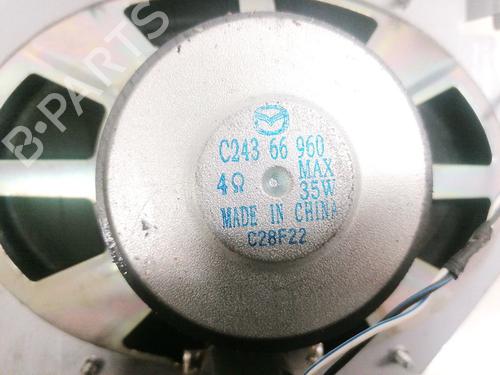 B-PARTS
C243 66 960
4Ω MAX
35W
MADE IN CHINA
C28F22